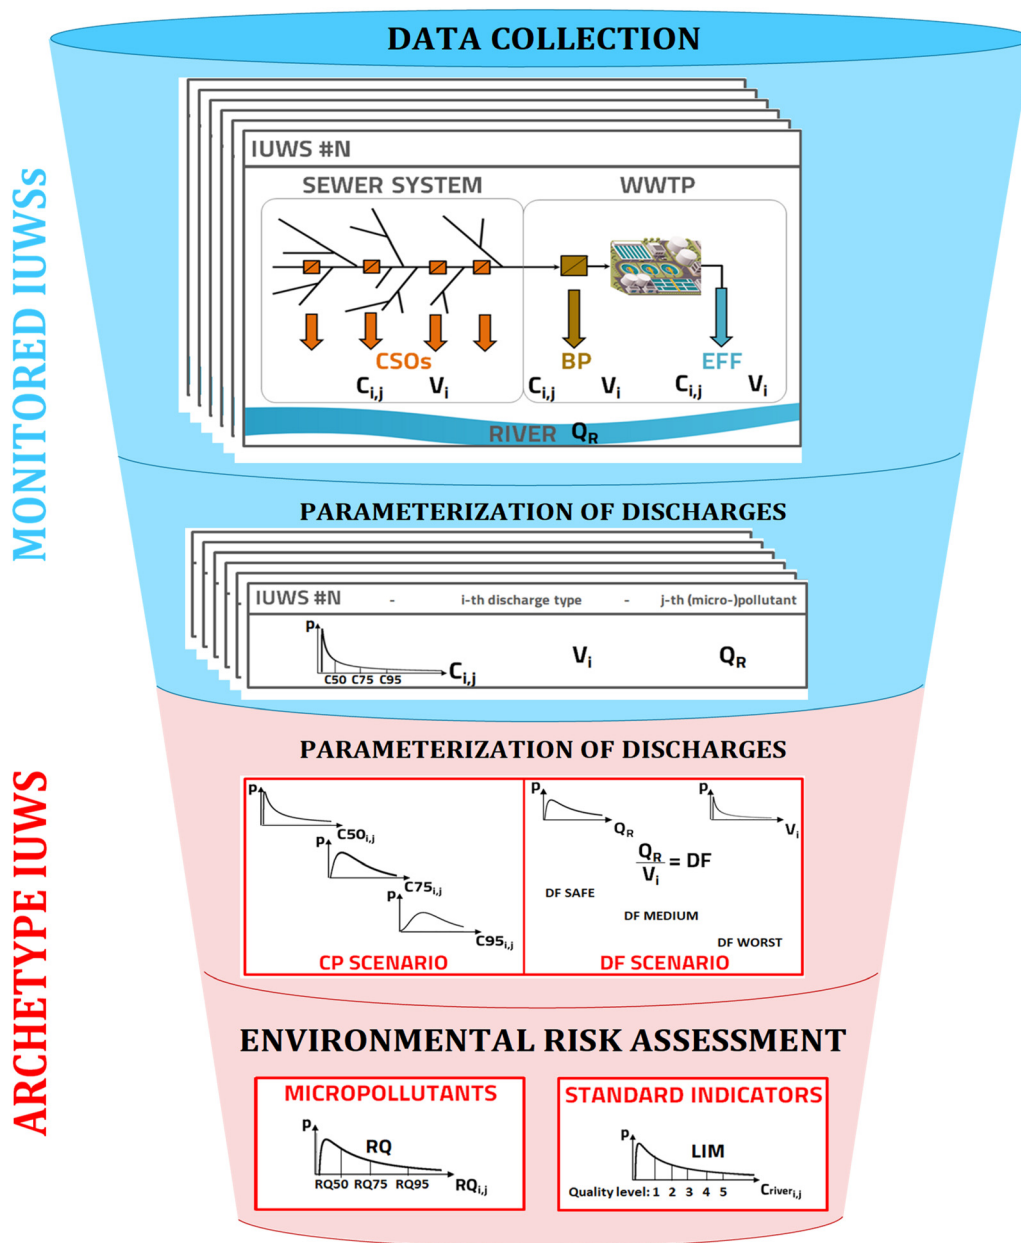 DATA COLLECTION
MONITORED IUWSs
IUWS #N
SEWER SYSTEM WWTP
CSOs BP EFF
Ci,j Vi Ci,j Vi Ci,j Vi
RIVER QR
PARAMETERIZATION OF DISCHARGES
IUWS #N - i-th discharge type - j-th (micro-)pollutant
p
C50 C75 C95 Ci,j Vi QR
ARCHETYPE IUWS
PARAMETERIZATION OF DISCHARGES
p
C50i,j
p
C75i,j
p
C95i,j
CP SCENARIO
p
QR
p
Vi
QR
Vi
= DF
DF SAFE
DF MEDIUM
DF WORST
DF SCENARIO
ENVIRONMENTAL RISK ASSESSMENT
MICROPOLLUTANTS
p
RQ
RQ50 RQ75 RQ95 RQi,j
STANDARD INDICATORS
p
LIM
Quality level: 1 2 3 4 5 Criveri,j